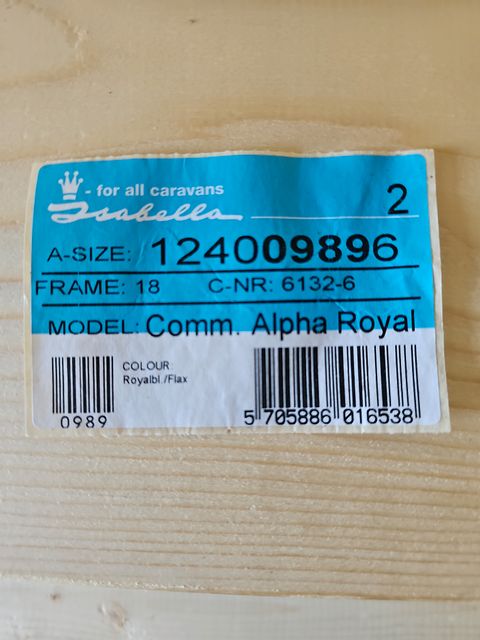 - for all caravans
Isabella 2
A-SIZE: 124009896
FRAME: 18 C-NR: 6132-6
MODEL: Comm. Alpha Royal
COLOUR:
Royalbl./Flax
0989
5 705886 016538